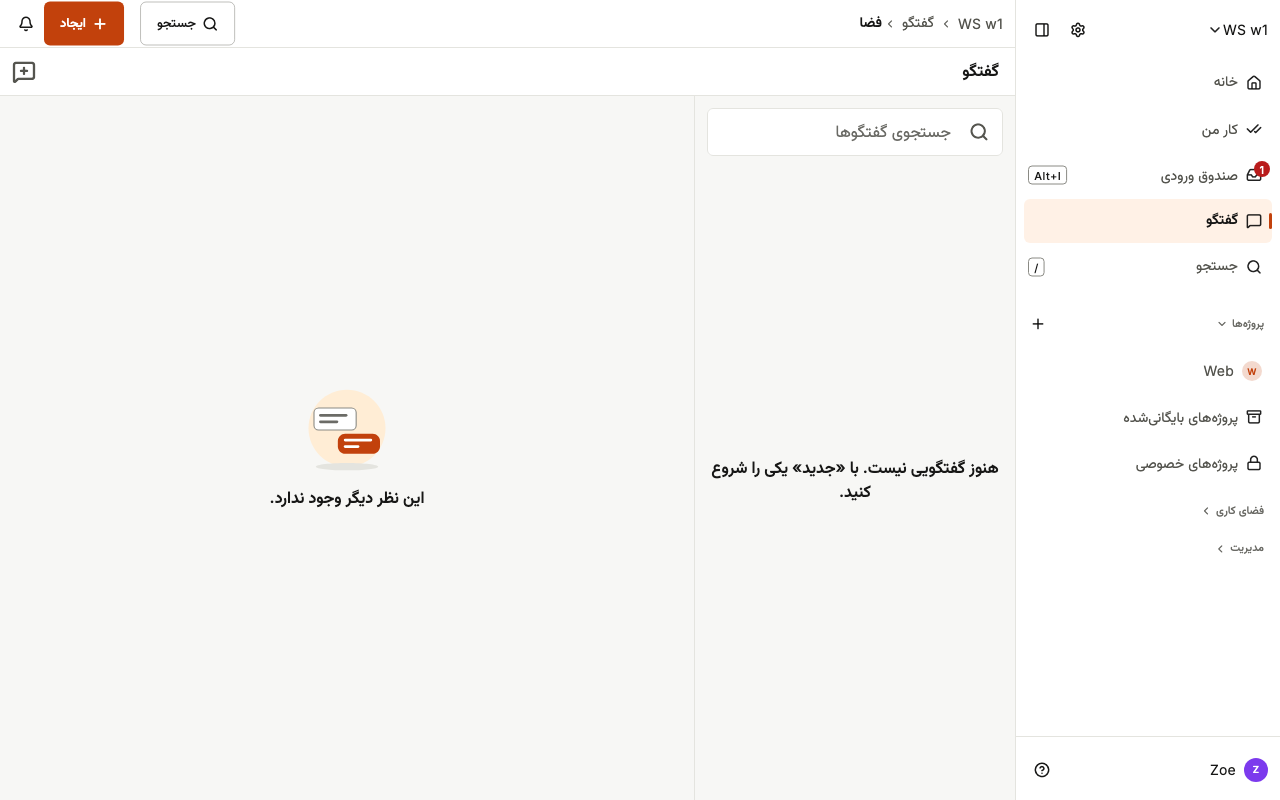 WS w1
خانه
کار من
صندوق ورودی
1
Alt+I
گفتگو
جستجو
/
پروژه‌ها
W
Web
پروژه‌های بایگانی‌شده
پروژه‌های خصوصی
فضای کاری
مدیریت
Z
Zoe
WS w1 › گفتگو › فضا
جستجو
ایجاد
گفتگو
جستجوی گفتگوها
هنوز گفتگویی نیست. با «جدید» یکی را شروع
کنید.
این نظر دیگر وجود ندارد.